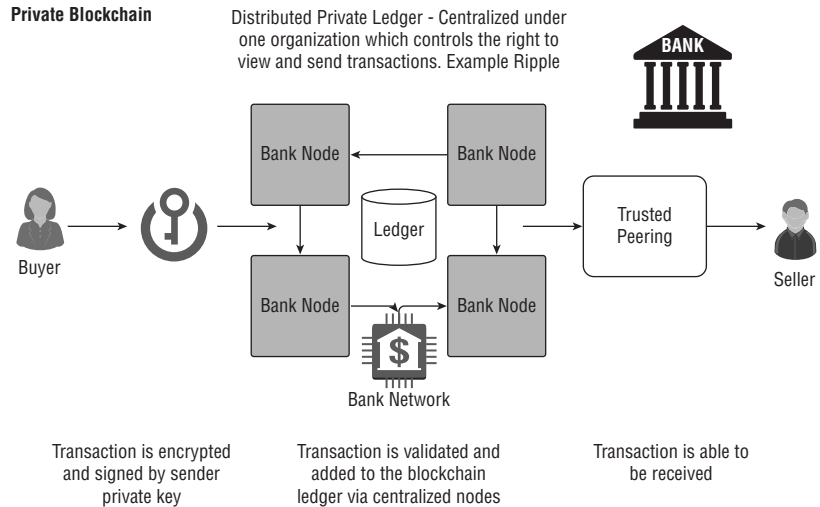 Private Blockchain
Distributed Private Ledger - Centralized under
one organization which controls the right to
view and send transactions. Example Ripple
BANK
Bank Node
Bank Node
Buyer
Ledger
Trusted
Peering
Seller
Bank Node
Bank Node
$
Bank Network
Transaction is encrypted
and signed by sender
private key
Transaction is validated and
added to the blockchain
ledger via centralized nodes
Transaction is able to
be received